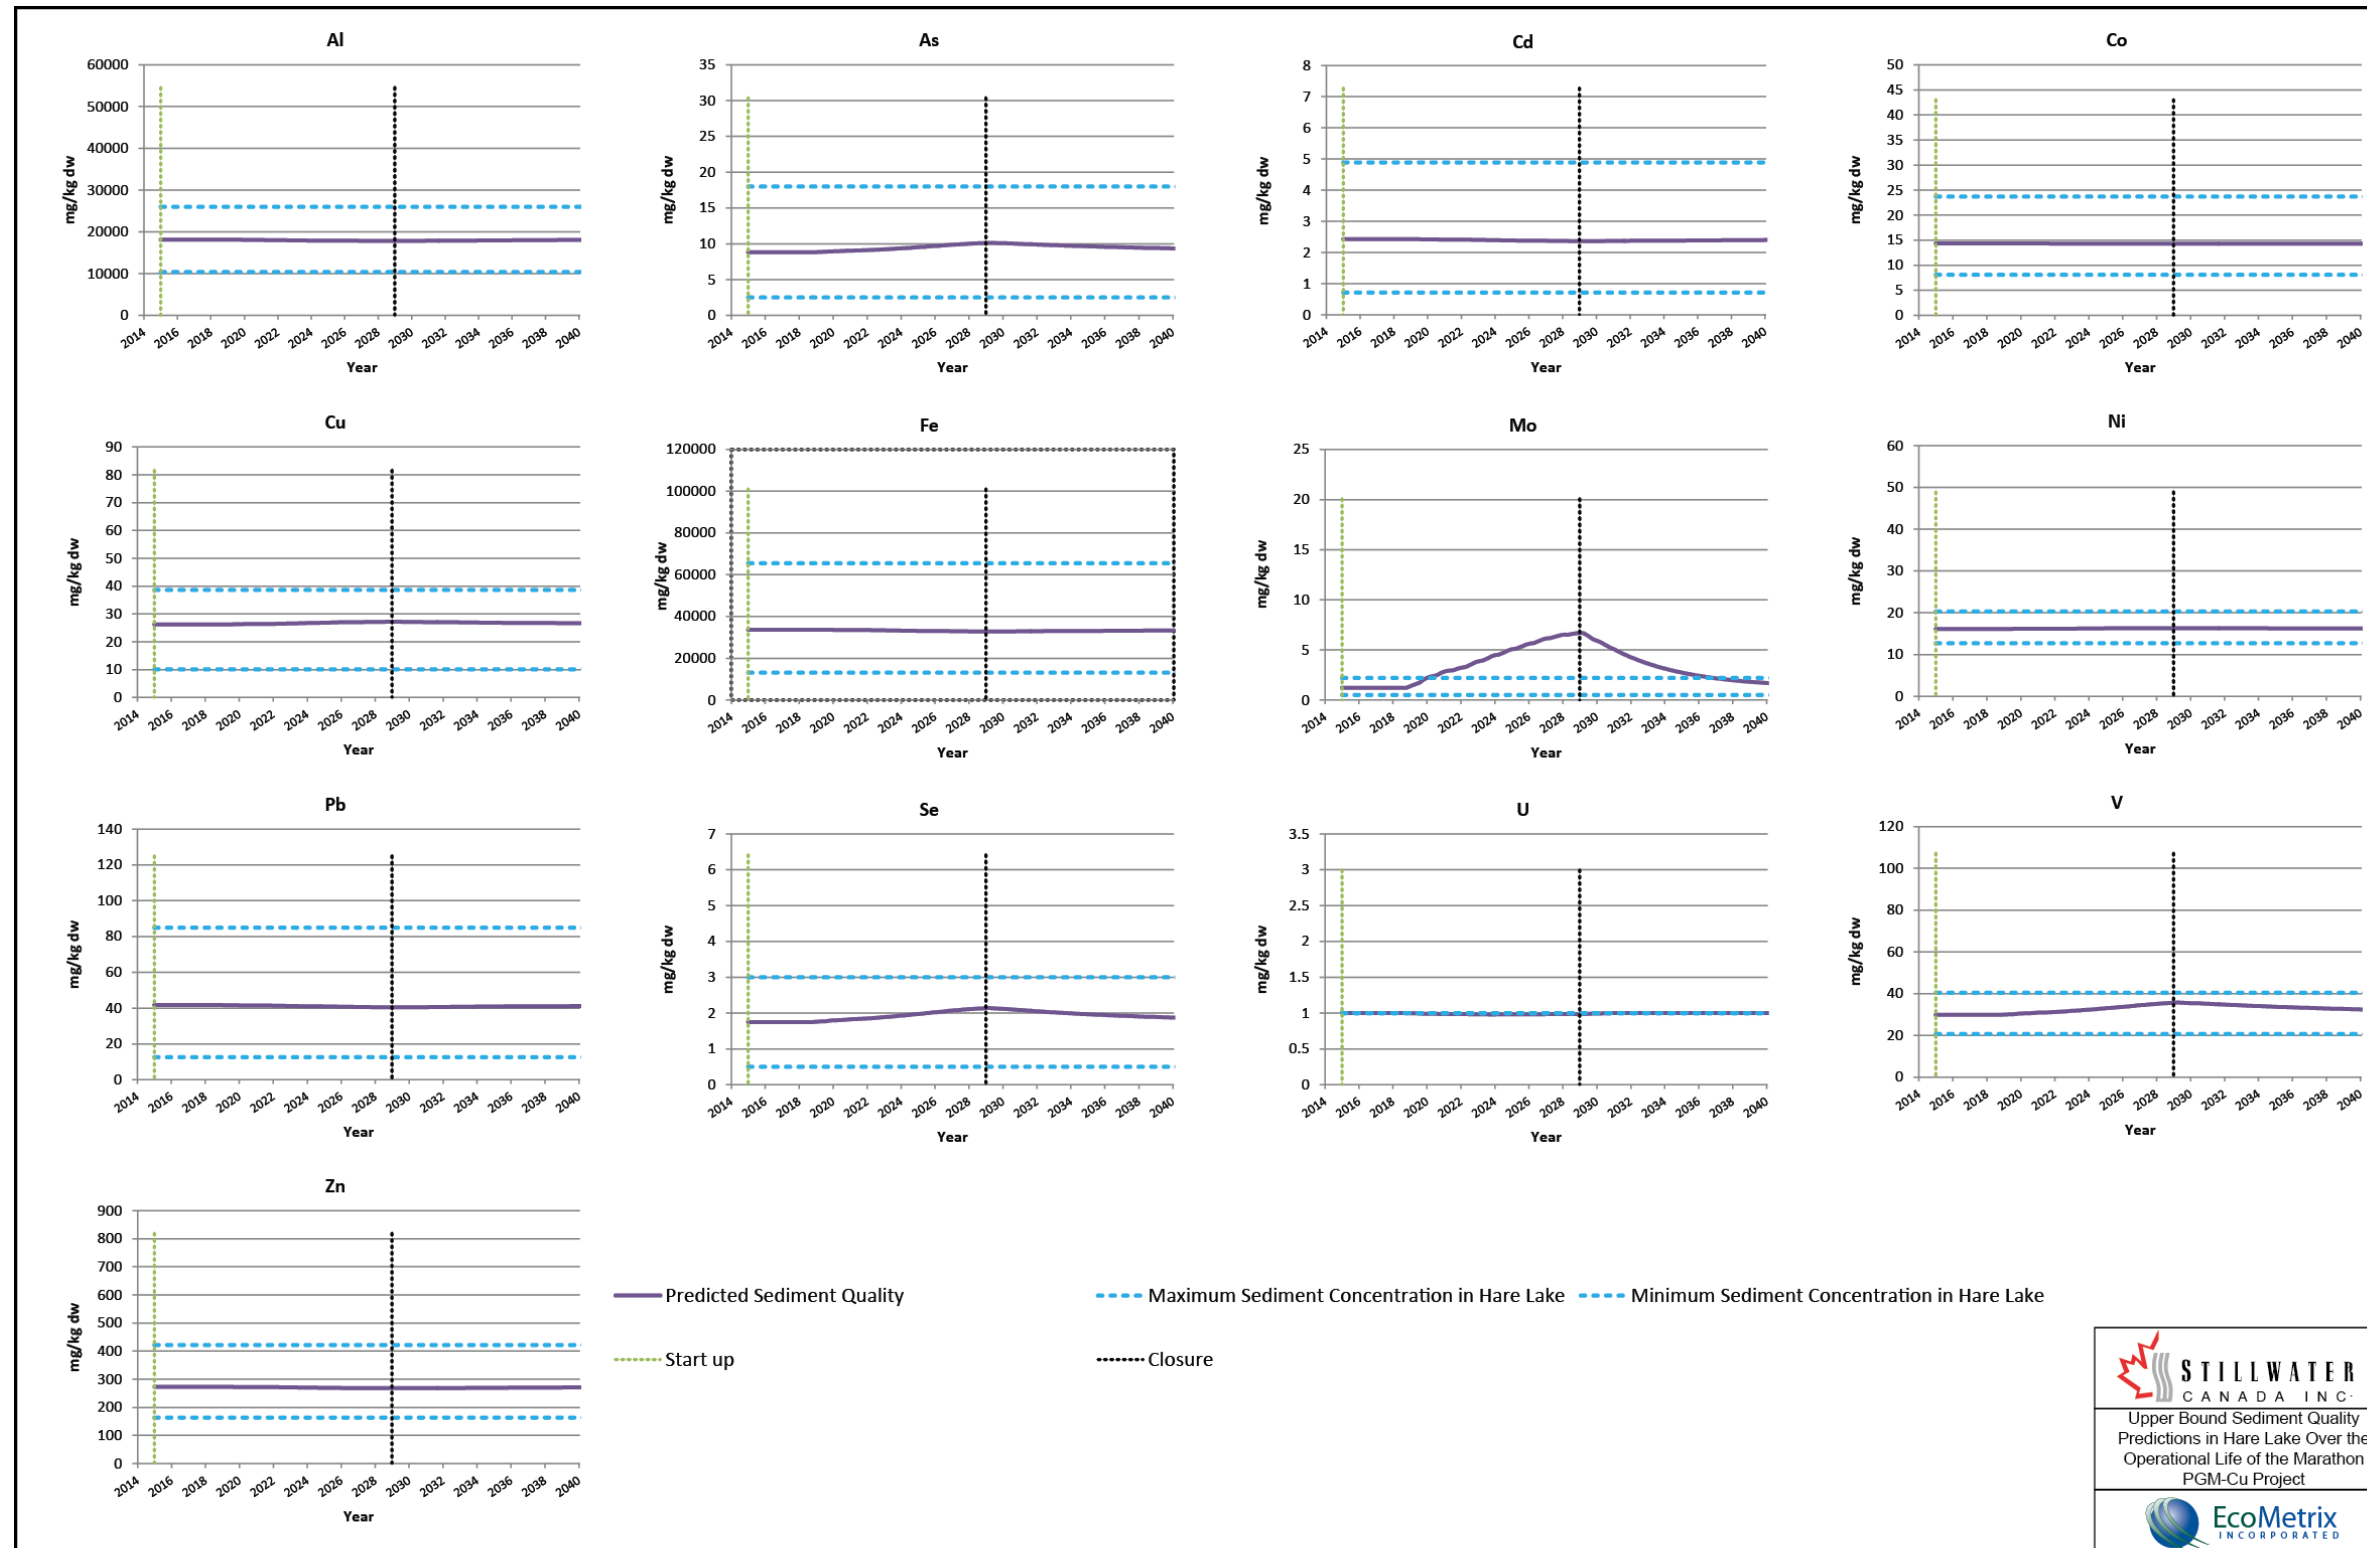 Al
60000
50000
40000
30000
20000
10000
0
mg/kg dw
2014 2016 2018 2020 2022 2024 2026 2028 2030 2032 2034 2036 2038 2040
Year
As
35
30
25
20
15
10
5
0
mg/kg dw
2014 2016 2018 2020 2022 2024 2026 2028 2030 2032 2034 2036 2038 2040
Year
Cd
8
7
6
5
4
3
2
1
0
mg/kg dw
2014 2016 2018 2020 2022 2024 2026 2028 2030 2032 2034 2036 2038 2040
Year
Co
50
45
40
35
30
25
20
15
10
5
0
mg/kg dw
2014 2016 2018 2020 2022 2024 2026 2028 2030 2032 2034 2036 2038 2040
Year
Cu
90
80
70
60
50
40
30
20
10
0
mg/kg dw
2014 2016 2018 2020 2022 2024 2026 2028 2030 2032 2034 2036 2038 2040
Year
Fe
120000
100000
80000
60000
40000
20000
0
mg/kg dw
2014 2016 2018 2020 2022 2024 2026 2028 2030 2032 2034 2036 2038 2040
Year
Mo
25
20
15
10
5
0
mg/kg dw
2014 2016 2018 2020 2022 2024 2026 2028 2030 2032 2034 2036 2038 2040
Year
Ni
60
50
40
30
20
10
0
mg/kg dw
2014 2016 2018 2020 2022 2024 2026 2028 2030 2032 2034 2036 2038 2040
Year
Pb
140
120
100
80
60
40
20
0
mg/kg dw
2014 2016 2018 2020 2022 2024 2026 2028 2030 2032 2034 2036 2038 2040
Year
Se
7
6
5
4
3
2
1
0
mg/kg dw
2014 2016 2018 2020 2022 2024 2026 2028 2030 2032 2034 2036 2038 2040
Year
U
3.5
3
2.5
2
1.5
1
0.5
0
mg/kg dw
2014 2016 2018 2020 2022 2024 2026 2028 2030 2032 2034 2036 2038 2040
Year
V
120
100
80
60
40
20
0
mg/kg dw
2014 2016 2018 2020 2022 2024 2026 2028 2030 2032 2034 2036 2038 2040
Year
Zn
900
800
700
600
500
400
300
200
100
0
mg/kg dw
2014 2016 2018 2020 2022 2024 2026 2028 2030 2032 2034 2036 2038 2040
Year
Predicted Sediment Quality
Maximum Sediment Concentration in Hare Lake
Minimum Sediment Concentration in Hare Lake
Start up
Closure
STILLWATER
CANADA INC.
Upper Bound Sediment Quality
Predictions in Hare Lake Over the
Operational Life of the Marathon
PGM-Cu Project
EcoMetrix
INCORPORATED